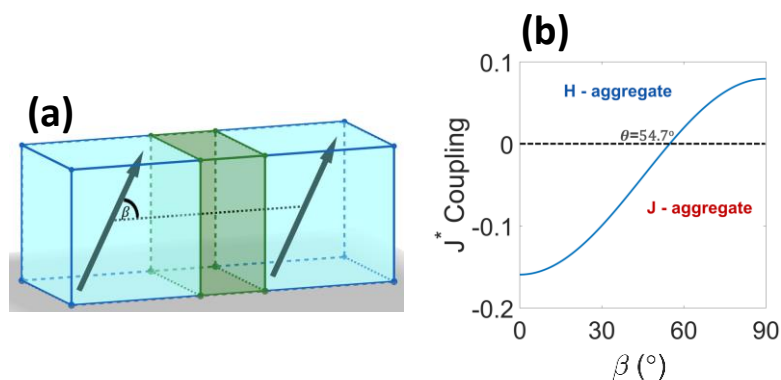 (a)
β
(b)
J* Coupling
0.1
0
-0.1
-0.2
H - aggregate
θ=54.7°
J - aggregate
0
30
60
90
β (°)